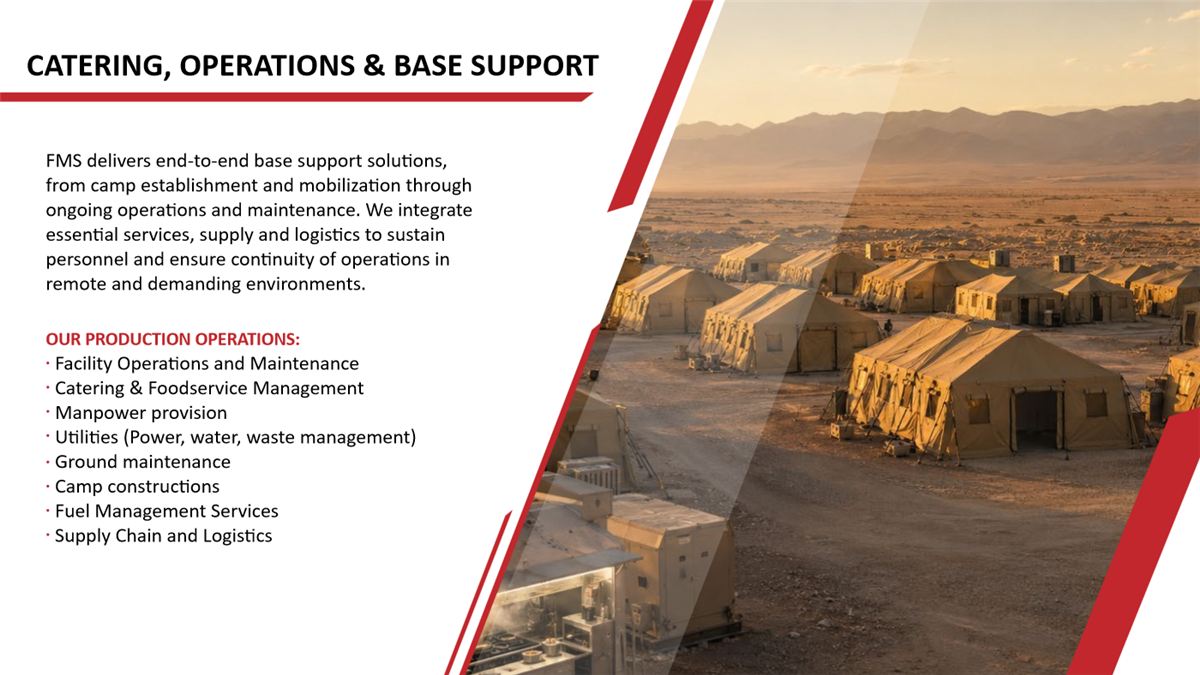 CATERING, OPERATIONS & BASE SUPPORT
FMS delivers end-to-end base support solutions,
from camp establishment and mobilization through
ongoing operations and maintenance. We integrate
essential services, supply and logistics to sustain
personnel and ensure continuity of operations in
remote and demanding environments.
OUR PRODUCTION OPERATIONS:
· Facility Operations and Maintenance
· Catering & Foodservice Management
· Manpower provision
· Utilities (Power, water, waste management)
· Ground maintenance
· Camp constructions
· Fuel Management Services
· Supply Chain and Logistics